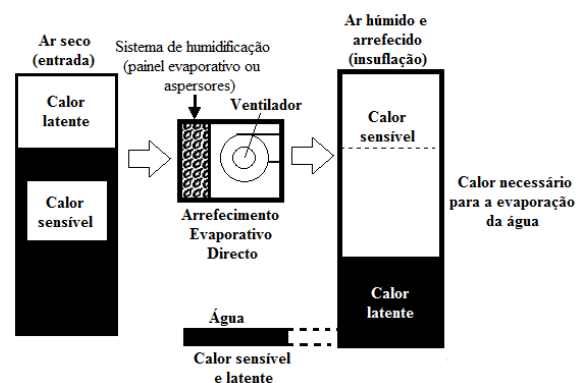 Ar seco
(entrada)
Calor
latente
Calor
sensível
Sistema de humidificação
(painel evaporativo ou
aspersores)
Ventilador
Arrefecimento
Evaporativo
Directo
Água
Calor sensível
e latente
Ar húmido e
arrefecido
(insuflação)
Calor
sensível
Calor
latente
Calor necessário
para a evaporação
da água